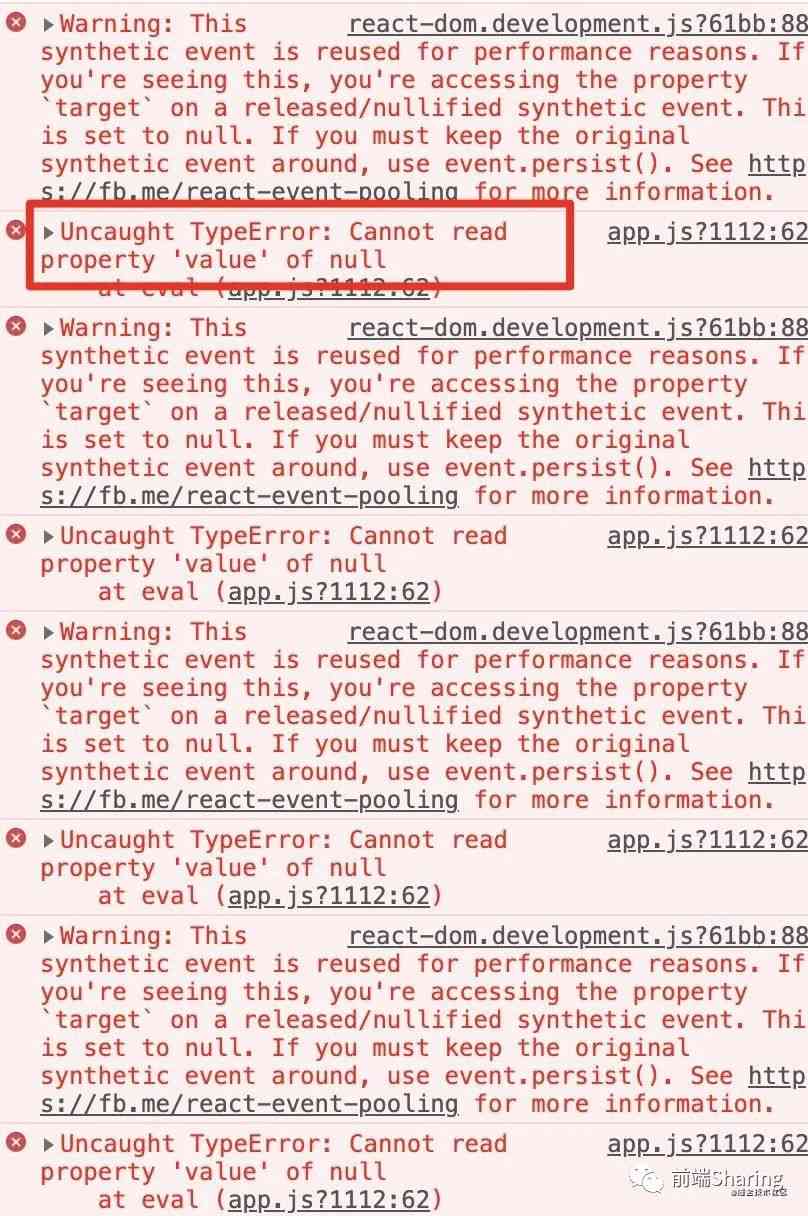 Warning: This react-dom.development.js?61bb:88
synthetic event is reused for performance reasons. If
you're seeing this, you're accessing the property
`target` on a released/nullified synthetic event. Thi
is set to null. If you must keep the original
synthetic event around, use event.persist(). See http
s://fb.me/react-event-pooling for more information.
Uncaught TypeError: Cannot read app.js?1112:62
property 'value' of null
at eval (app.js?1112:62)
Warning: This react-dom.development.js?61bb:88
synthetic event is reused for performance reasons. If
you're seeing this, you're accessing the property
`target` on a released/nullified synthetic event. Thi
is set to null. If you must keep the original
synthetic event around, use event.persist(). See http
s://fb.me/react-event-pooling for more information.
Uncaught TypeError: Cannot read app.js?1112:62
property 'value' of null
at eval (app.js?1112:62)
Warning: This react-dom.development.js?61bb:88
synthetic event is reused for performance reasons. If
you're seeing this, you're accessing the property
`target` on a released/nullified synthetic event. Thi
is set to null. If you must keep the original
synthetic event around, use event.persist(). See http
s://fb.me/react-event-pooling for more information.
Uncaught TypeError: Cannot read app.js?1112:62
property 'value' of null
at eval (app.js?1112:62)
Warning: This react-dom.development.js?61bb:88
synthetic event is reused for performance reasons. If
you're seeing this, you're accessing the property
`target` on a released/nullified synthetic event. Thi
is set to null. If you must keep the original
synthetic event around, use event.persist(). See http
s://fb.me/react-event-pooling for more information.
Uncaught TypeError: Cannot read app.js?1112:62
property 'value' of null
前端Sharing
at eval (app.js?1112:62)